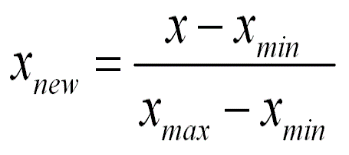 x_new = (x − x_min) / (x_max − x_min)